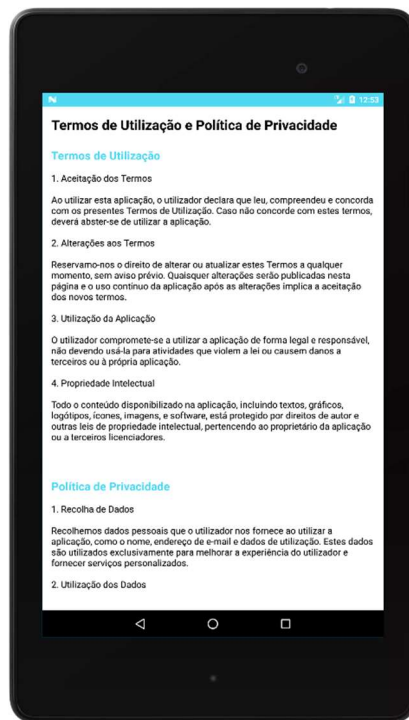 12:53
Termos de Utilização e Política de Privacidade
Termos de Utilização
1. Aceitação dos Termos
Ao utilizar esta aplicação, o utilizador declara que leu, compreendeu e concorda
com os presentes Termos de Utilização. Caso não concorde com estes termos,
deverá abster-se de utilizar a aplicação.
2. Alterações aos Termos
Reservamo-nos o direito de alterar ou atualizar estes Termos a qualquer
momento, sem aviso prévio. Quaisquer alterações serão publicadas nesta
página e o uso contínuo da aplicação após as alterações implica a aceitação
dos novos termos.
3. Utilização da Aplicação
O utilizador compromete-se a utilizar a aplicação de forma legal e responsável,
não devendo usá-la para atividades que violem a lei ou causem danos a
terceiros ou à própria aplicação.
4. Propriedade Intelectual
Todo o conteúdo disponibilizado na aplicação, incluindo textos, gráficos,
logótipos, ícones, imagens, e software, está protegido por direitos de autor e
outras leis de propriedade intelectual, pertencendo ao proprietário da aplicação
ou a terceiros licenciadores.
Política de Privacidade
1. Recolha de Dados
Recolhemos dados pessoais que o utilizador nos fornece ao utilizar a
aplicação, como o nome, endereço de e-mail e dados de utilização. Estes dados
são utilizados exclusivamente para melhorar a experiência do utilizador e
fornecer serviços personalizados.
2. Utilização dos Dados